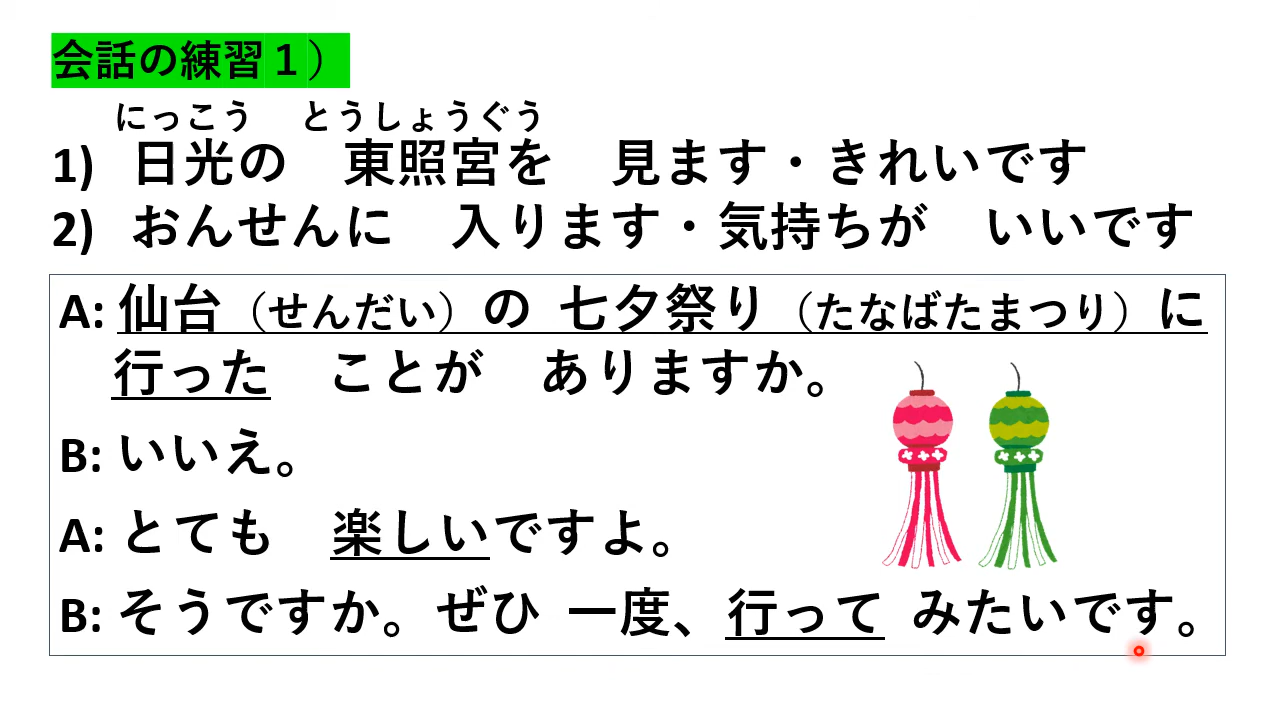 会話の練習１）
にっこう　とうしょうぐう
1) 日光の　東照宮を　見ます・きれいです
2) おんせんに　入ります・気持ちが　いいです
A: 仙台（せんだい）の 七夕祭り（たなばたまつり）に
行った　ことが　ありますか。
B: いいえ。
A: とても　楽しいですよ。
B: そうですか。ぜひ 一度、行って みたいです。